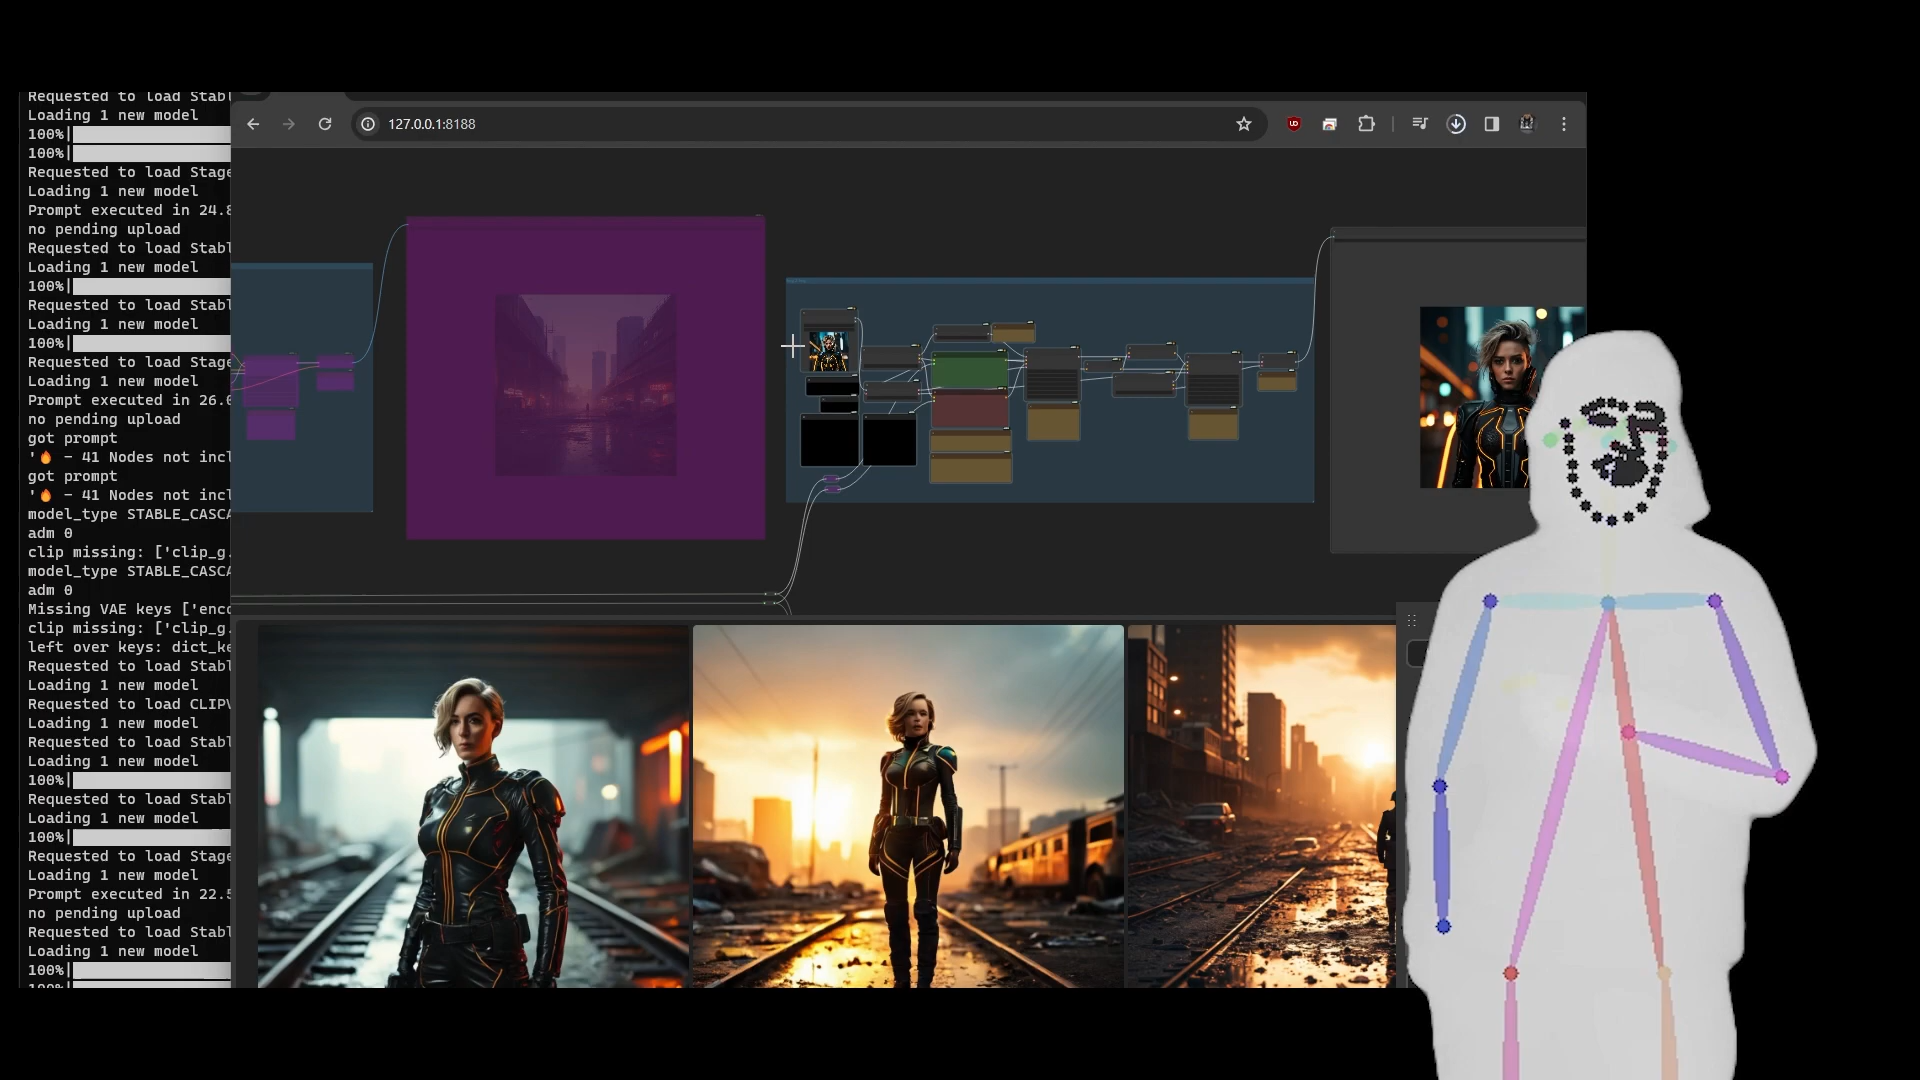 Requested to load Stabl
Loading 1 new model
100%|
100%|
Requested to load Stage
Loading 1 new model
Prompt executed in 24.8
no pending upload
Requested to load Stabl
Loading 1 new model
100%|
Requested to load Stabl
Loading 1 new model
100%|
Requested to load Stage
Loading 1 new model
Prompt executed in 26.0
no pending upload
got prompt
'🔥 - 41 Nodes not incl
got prompt
'🔥 - 41 Nodes not incl
model_type STABLE_CASCA
adm 0
clip missing: ['clip_g.
model_type STABLE_CASCA
adm 0
Missing VAE keys ['enco
clip missing: ['clip_g.
left over keys: dict_ke
Requested to load Stabl
Loading 1 new model
Requested to load CLIPV
Loading 1 new model
Requested to load Stabl
Loading 1 new model
100%|
Requested to load Stabl
Loading 1 new model
100%|
Requested to load Stage
Loading 1 new model
Prompt executed in 22.5
no pending upload
Requested to load Stabl
Loading 1 new model
100%|
100%|
127.0.0.1:8188